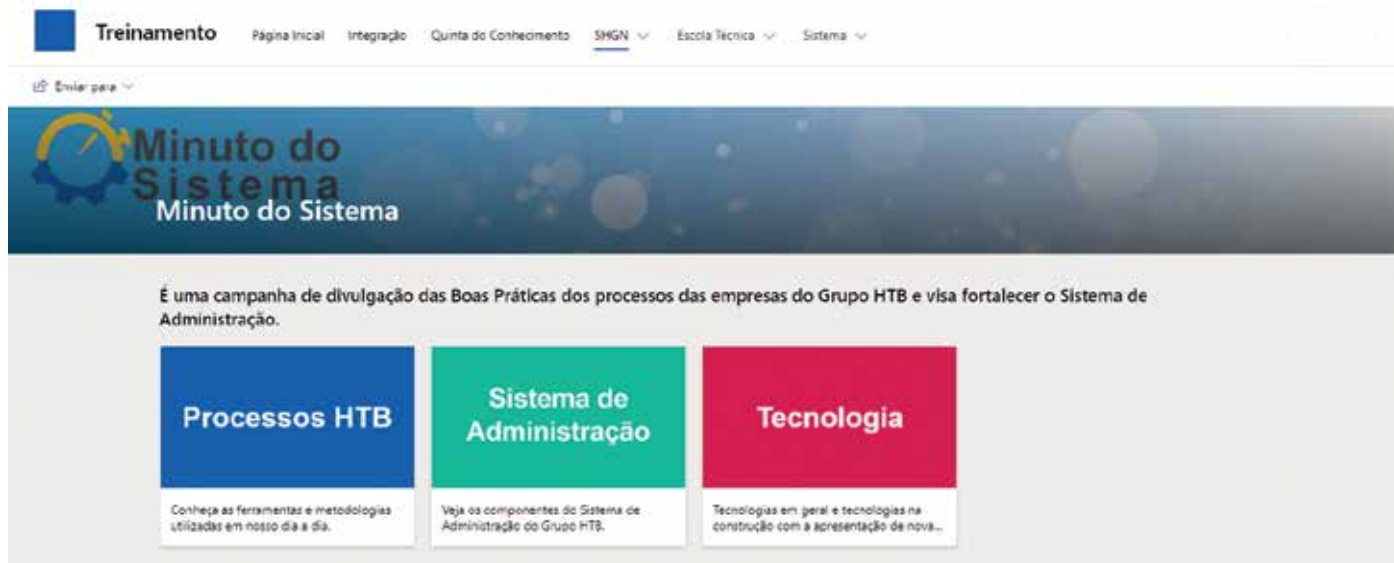 Treinamento Página Inicial Integração Quinta do Conhecimento SHGN Escola Técnica Sistema
Enviar para
Minuto do
Sistema
Minuto do Sistema
É uma campanha de divulgação das Boas Práticas dos processos das empresas do Grupo HTB e visa fortalecer o Sistema de
Administração.
Processos HTB
Conheça as ferramentas e metodologias
utilizadas em nosso dia a dia.
Sistema de
Administração
Veja os componentes do Sistema de
Administração do Grupo HTB.
Tecnologia
Tecnologias em geral e tecnologias na
construção com a apresentação de nova...